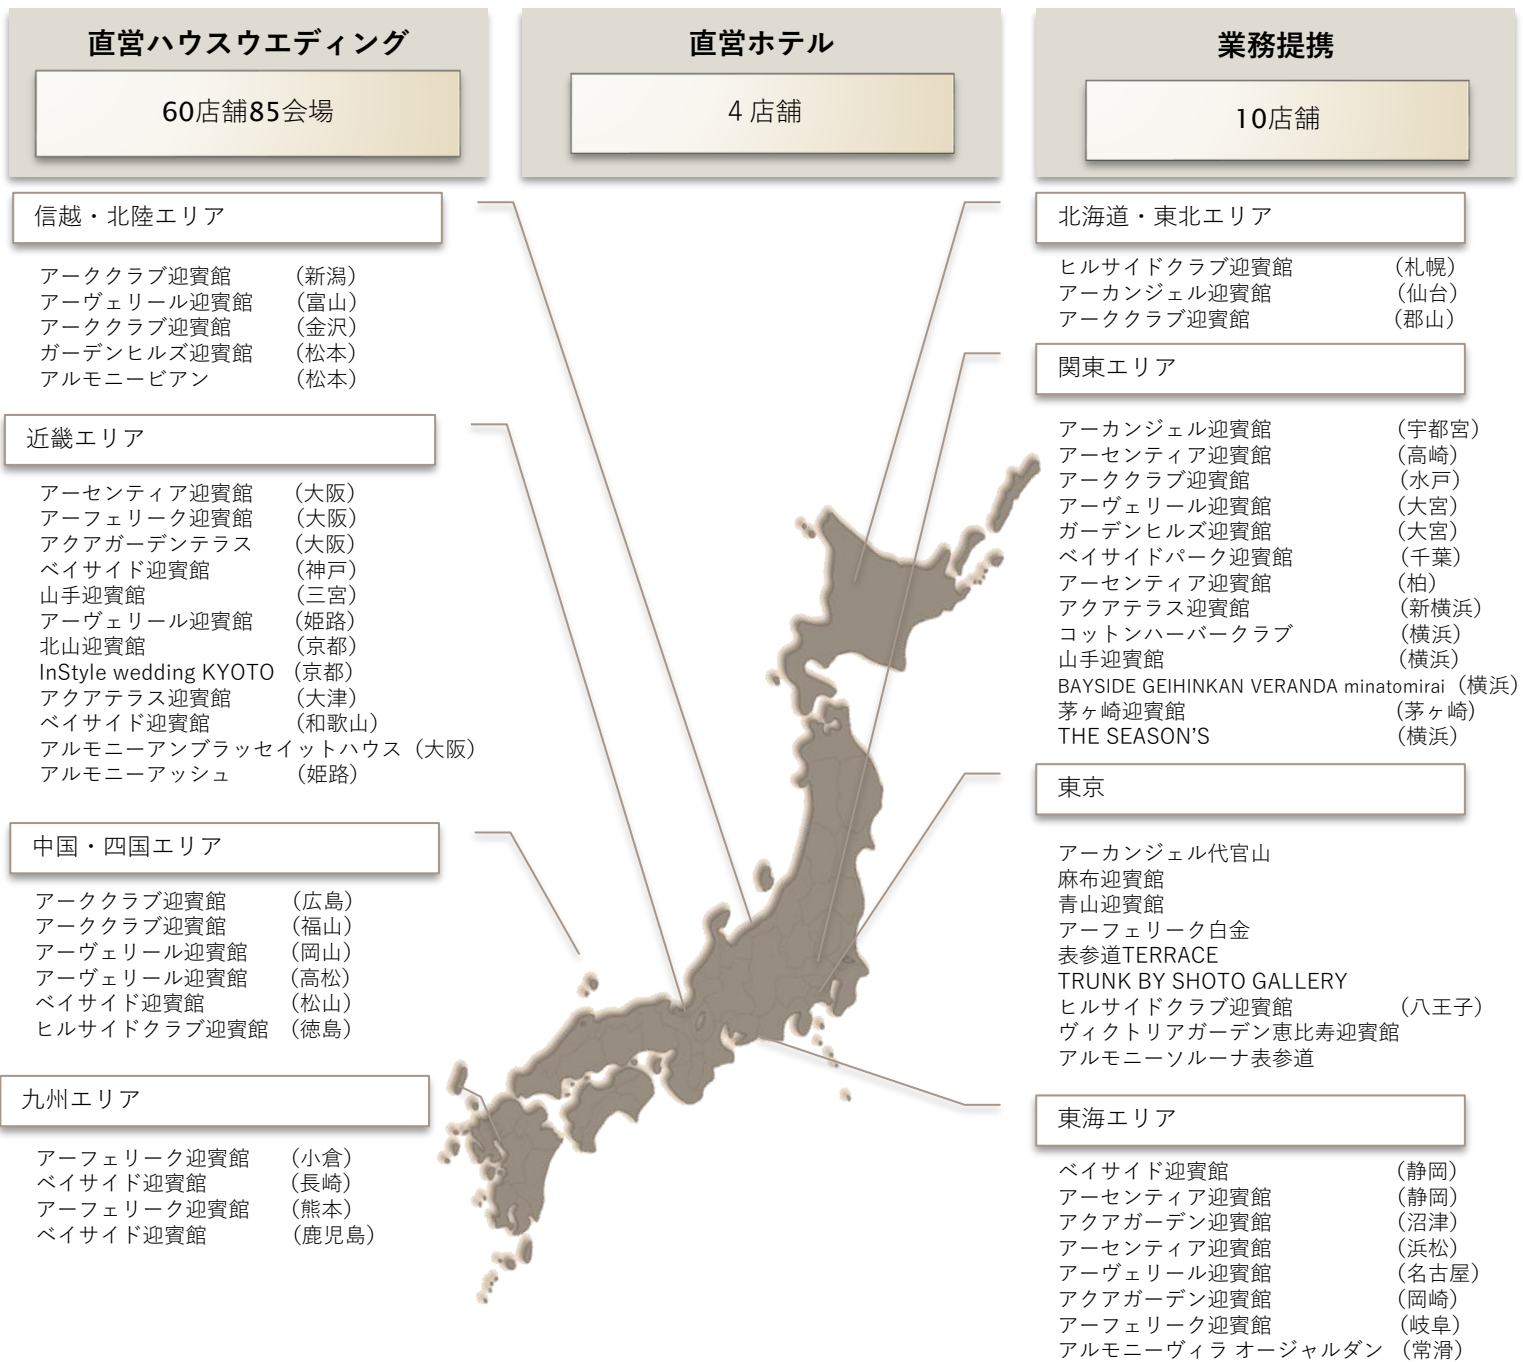 直営ハウスウエディング
60店舗85会場
直営ホテル
4 店舗
業務提携
10店舗
信越・北陸エリア
アーククラブ迎賓館 （新潟）
アーヴェリール迎賓館 （富山）
アーククラブ迎賓館 （金沢）
ガーデンヒルズ迎賓館 （松本）
アルモニービアン （松本）
近畿エリア
アーセンティア迎賓館 （大阪）
アーフェリーク迎賓館 （大阪）
アクアガーデンテラス （大阪）
ベイサイド迎賓館 （神戸）
山手迎賓館 （三宮）
アーヴェリール迎賓館 （姫路）
北山迎賓館 （京都）
InStyle wedding KYOTO （京都）
アクアテラス迎賓館 （大津）
ベイサイド迎賓館 （和歌山）
アルモニーアンブラッセイットハウス（大阪）
アルモニーアッシュ （姫路）
中国・四国エリア
アーククラブ迎賓館 （広島）
アーククラブ迎賓館 （福山）
アーヴェリール迎賓館 （岡山）
アーヴェリール迎賓館 （高松）
ベイサイド迎賓館 （松山）
ヒルサイドクラブ迎賓館 （徳島）
九州エリア
アーフェリーク迎賓館 （小倉）
ベイサイド迎賓館 （長崎）
アーフェリーク迎賓館 （熊本）
ベイサイド迎賓館 （鹿児島）
北海道・東北エリア
ヒルサイドクラブ迎賓館 （札幌）
アーカンジェル迎賓館 （仙台）
アーククラブ迎賓館 （郡山）
関東エリア
アーカンジェル迎賓館 （宇都宮）
アーセンティア迎賓館 （高崎）
アーククラブ迎賓館 （水戸）
アーヴェリール迎賓館 （大宮）
ガーデンヒルズ迎賓館 （大宮）
ベイサイドパーク迎賓館 （千葉）
アーセンティア迎賓館 （柏）
アクアテラス迎賓館 （新横浜）
コットンハーバークラブ （横浜）
山手迎賓館 （横浜）
BAYSIDE GEIHINKAN VERANDA minatomirai（横浜）
茅ヶ崎迎賓館 （茅ヶ崎）
THE SEASON’S （横浜）
東京
アーカンジェル代官山
麻布迎賓館
青山迎賓館
アーフェリーク白金
表参道TERRACE
TRUNK BY SHOTO GALLERY
ヒルサイドクラブ迎賓館 （八王子）
ヴィクトリアガーデン恵比寿迎賓館
アルモニーソルーナ表参道
東海エリア
ベイサイド迎賓館 （静岡）
アーセンティア迎賓館 （静岡）
アクアガーデン迎賓館 （沼津）
アーセンティア迎賓館 （浜松）
アーヴェリール迎賓館 （名古屋）
アクアガーデン迎賓館 （岡崎）
アーフェリーク迎賓館 （岐阜）
アルモニーヴィラ オージャルダン （常滑）